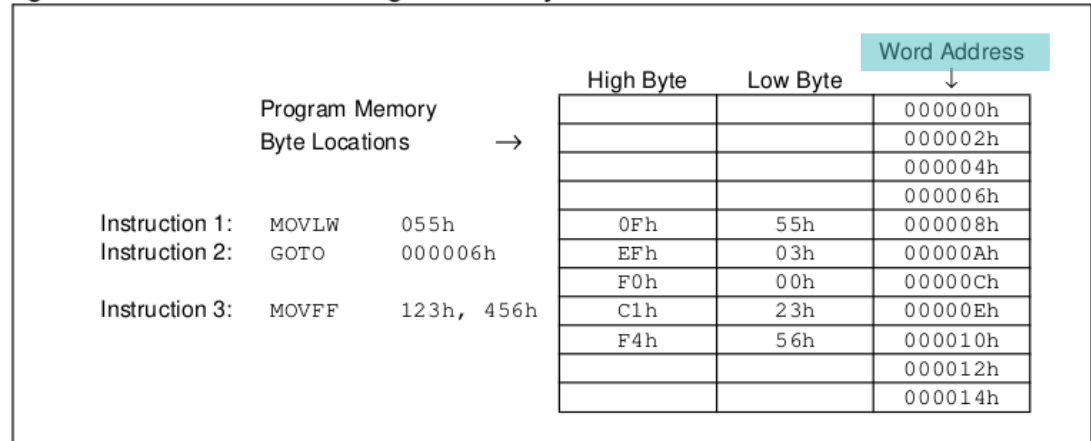 Word Address
High Byte Low Byte ↓
Program Memory 000000h
Byte Locations → 000002h
000004h
000006h
Instruction 1: MOVLW 055h 0Fh 55h 000008h
Instruction 2: GOTO 000006h EFh 03h 00000Ah
F0h 00h 00000Ch
Instruction 3: MOVFF 123h, 456h C1h 23h 00000Eh
F4h 56h 000010h
000012h
000014h